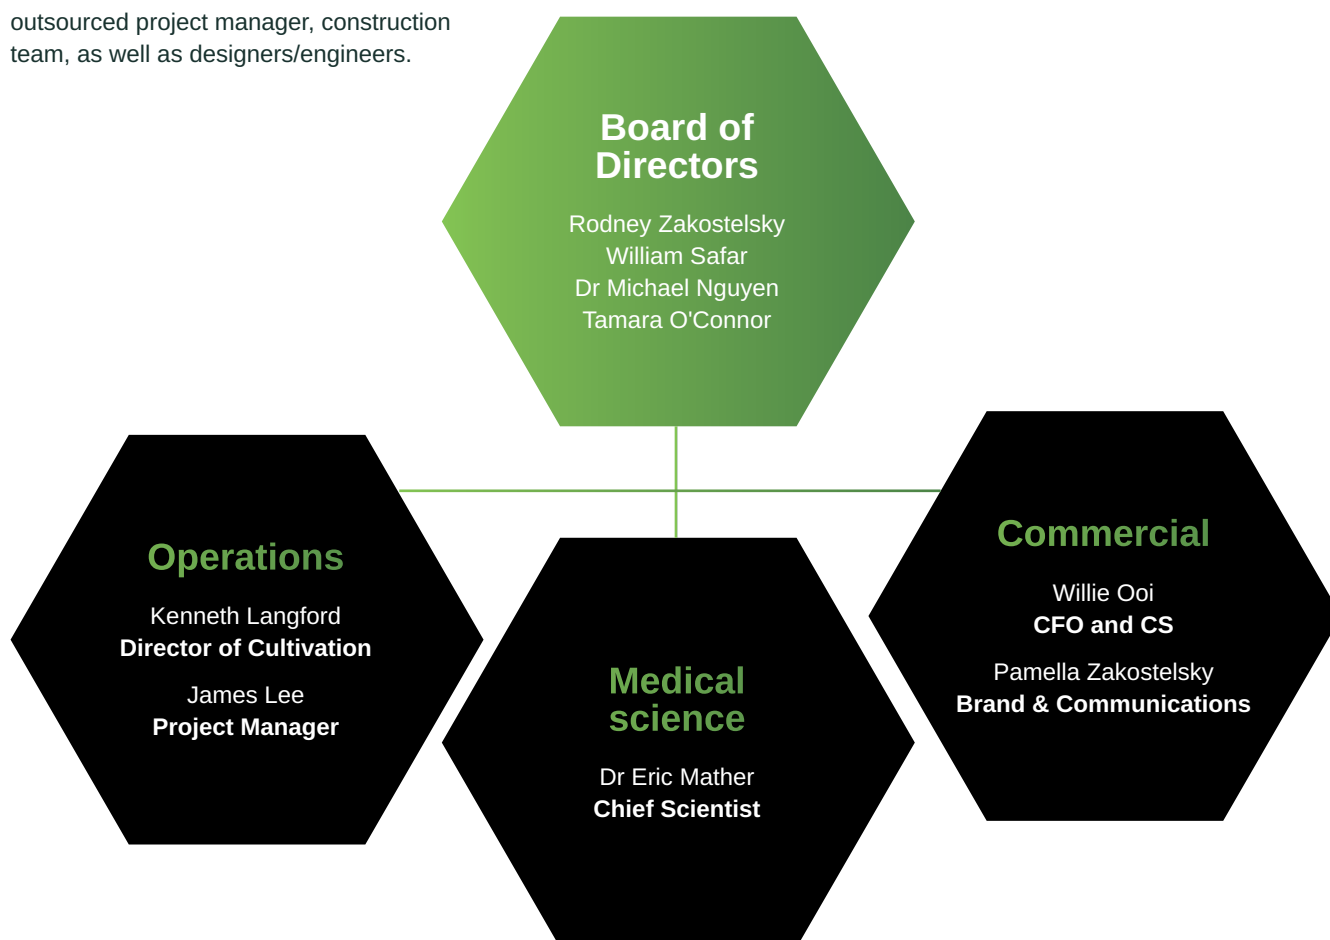 outsourced project manager, construction
team, as well as designers/engineers.
Board of
Directors
Rodney Zakostelsky
William Safar
Dr Michael Nguyen
Tamara O'Connor
Operations
Kenneth Langford
Director of Cultivation
James Lee
Project Manager
Medical
science
Dr Eric Mather
Chief Scientist
Commercial
Willie Ooi
CFO and CS
Pamella Zakostelsky
Brand & Communications